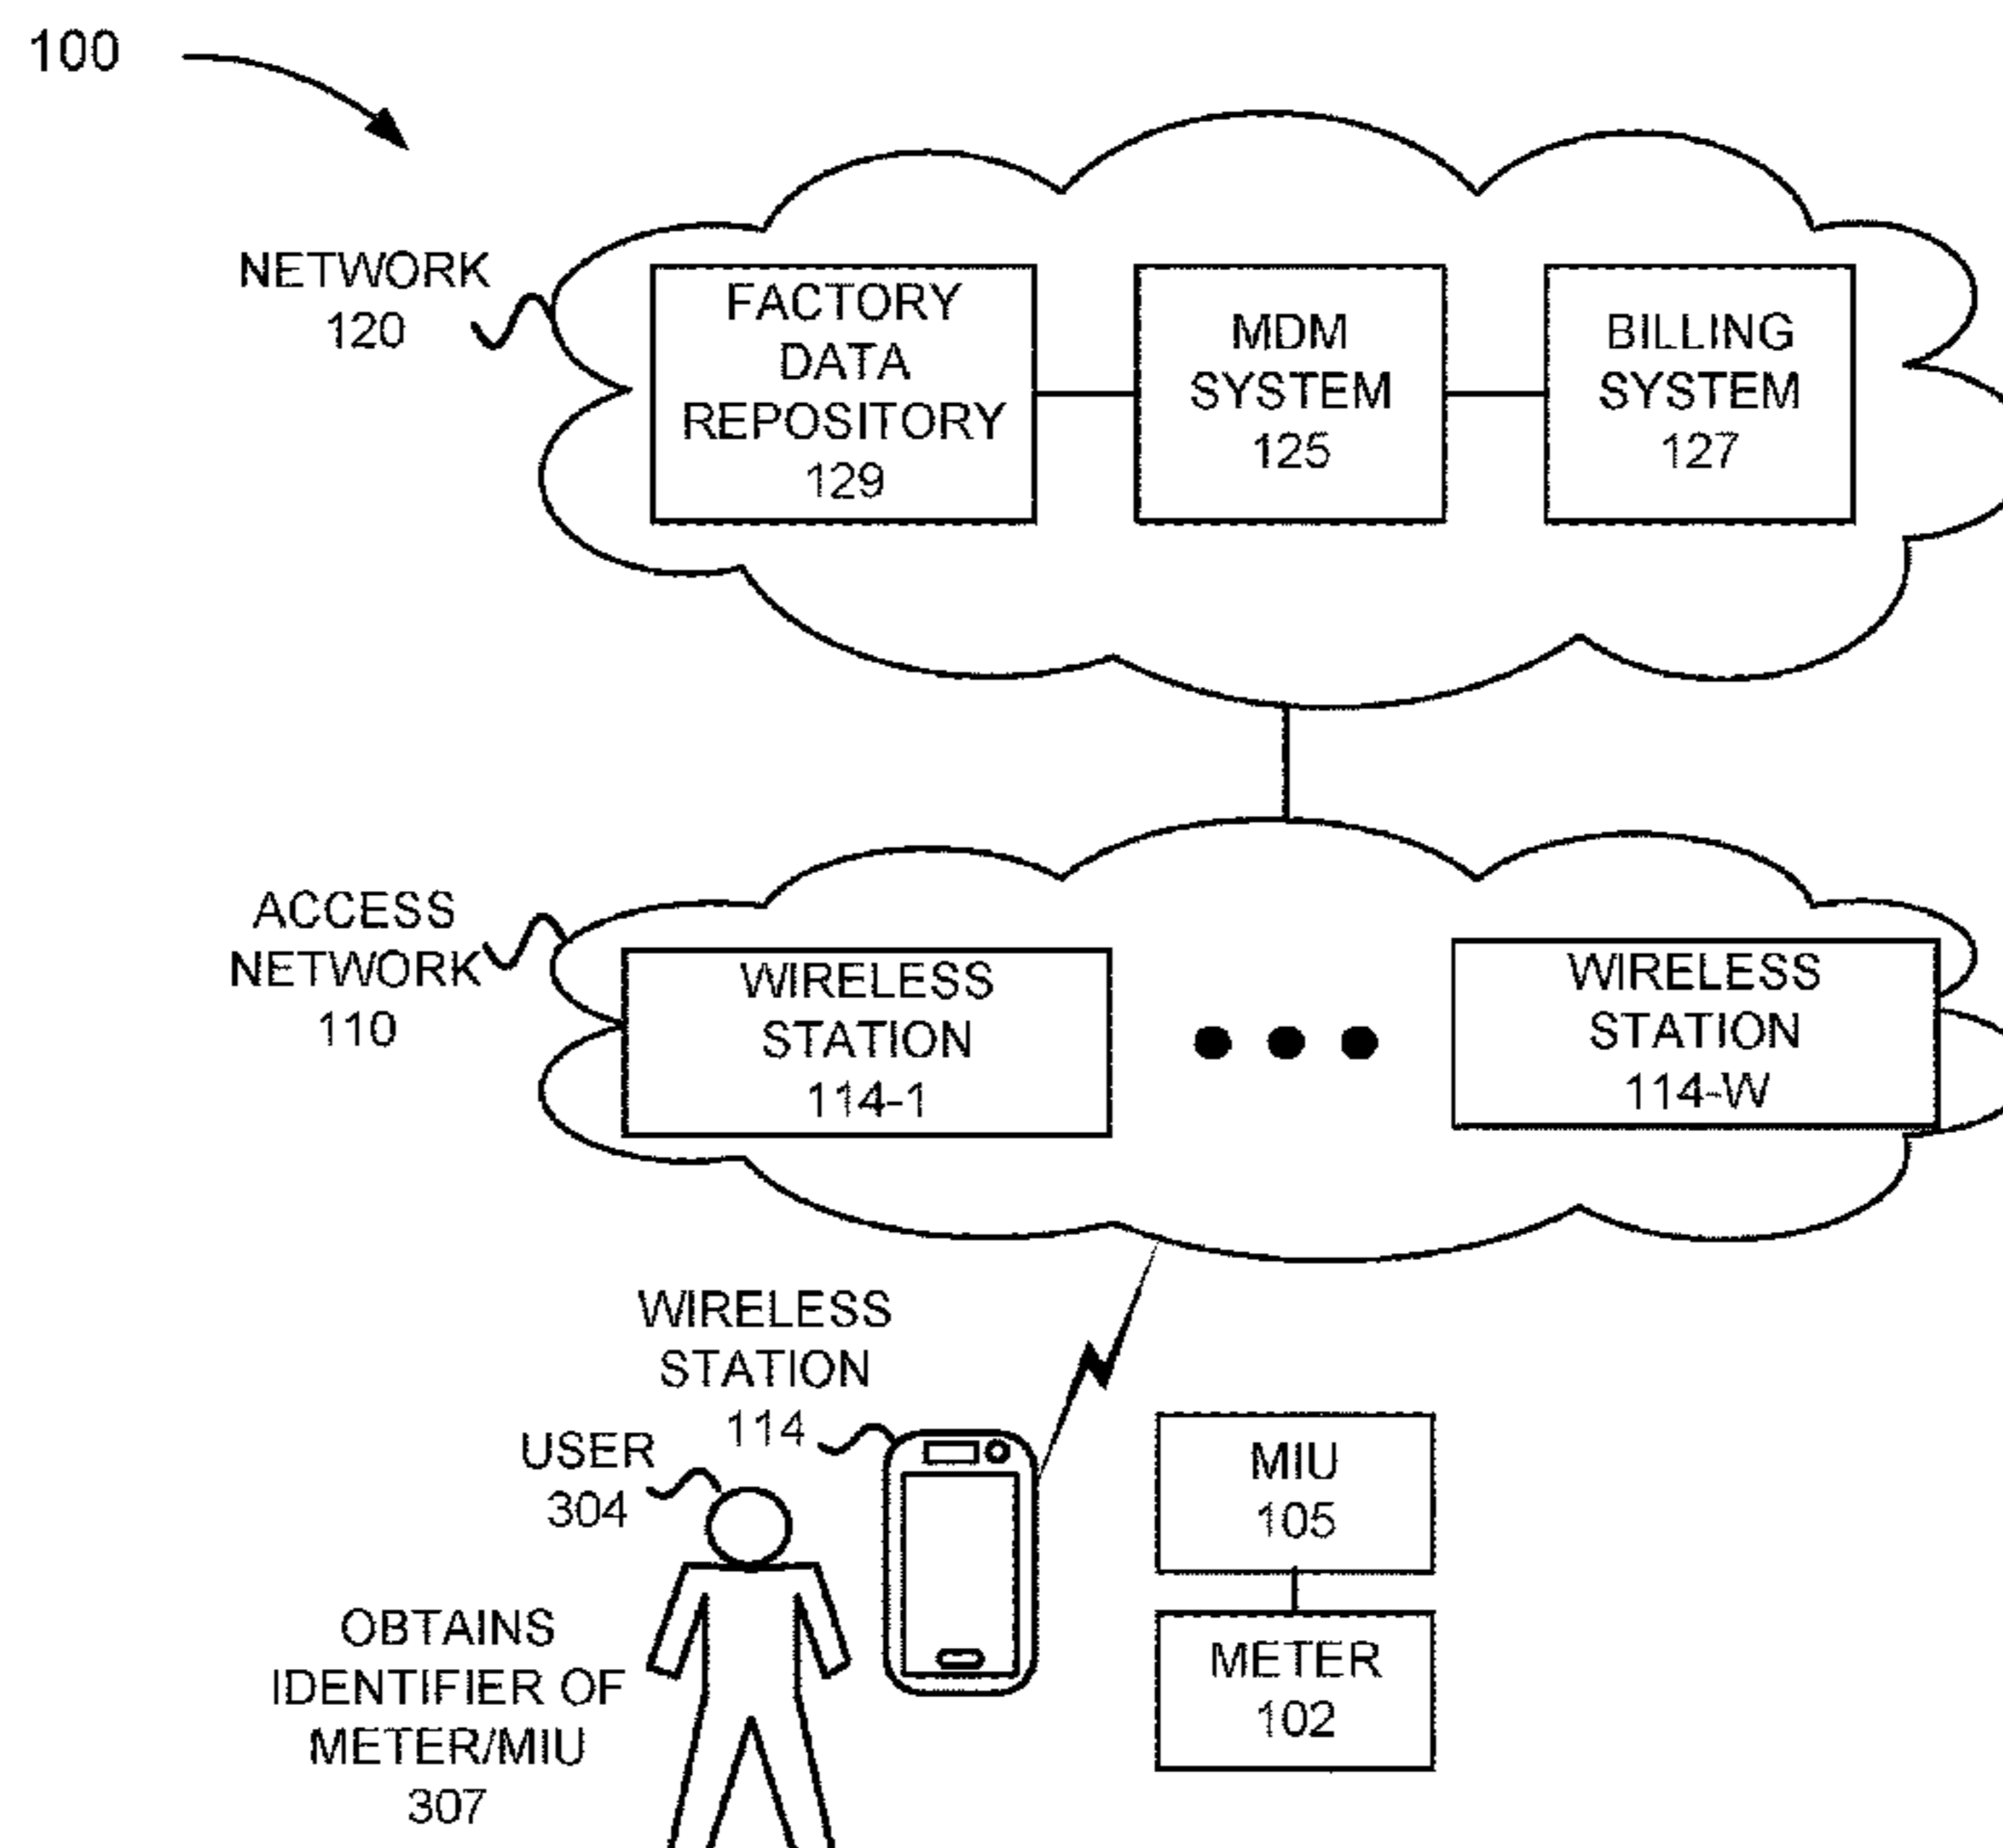 100
NETWORK
120
FACTORY
DATA
REPOSITORY
129
MDM
SYSTEM
125
BILLING
SYSTEM
127
ACCESS
NETWORK
110
WIRELESS
STATION
114-1
WIRELESS
STATION
114-W
WIRELESS
STATION
114
USER
304
MIU
105
METER
102
OBTAINS
IDENTIFIER OF
METER/MIU
307